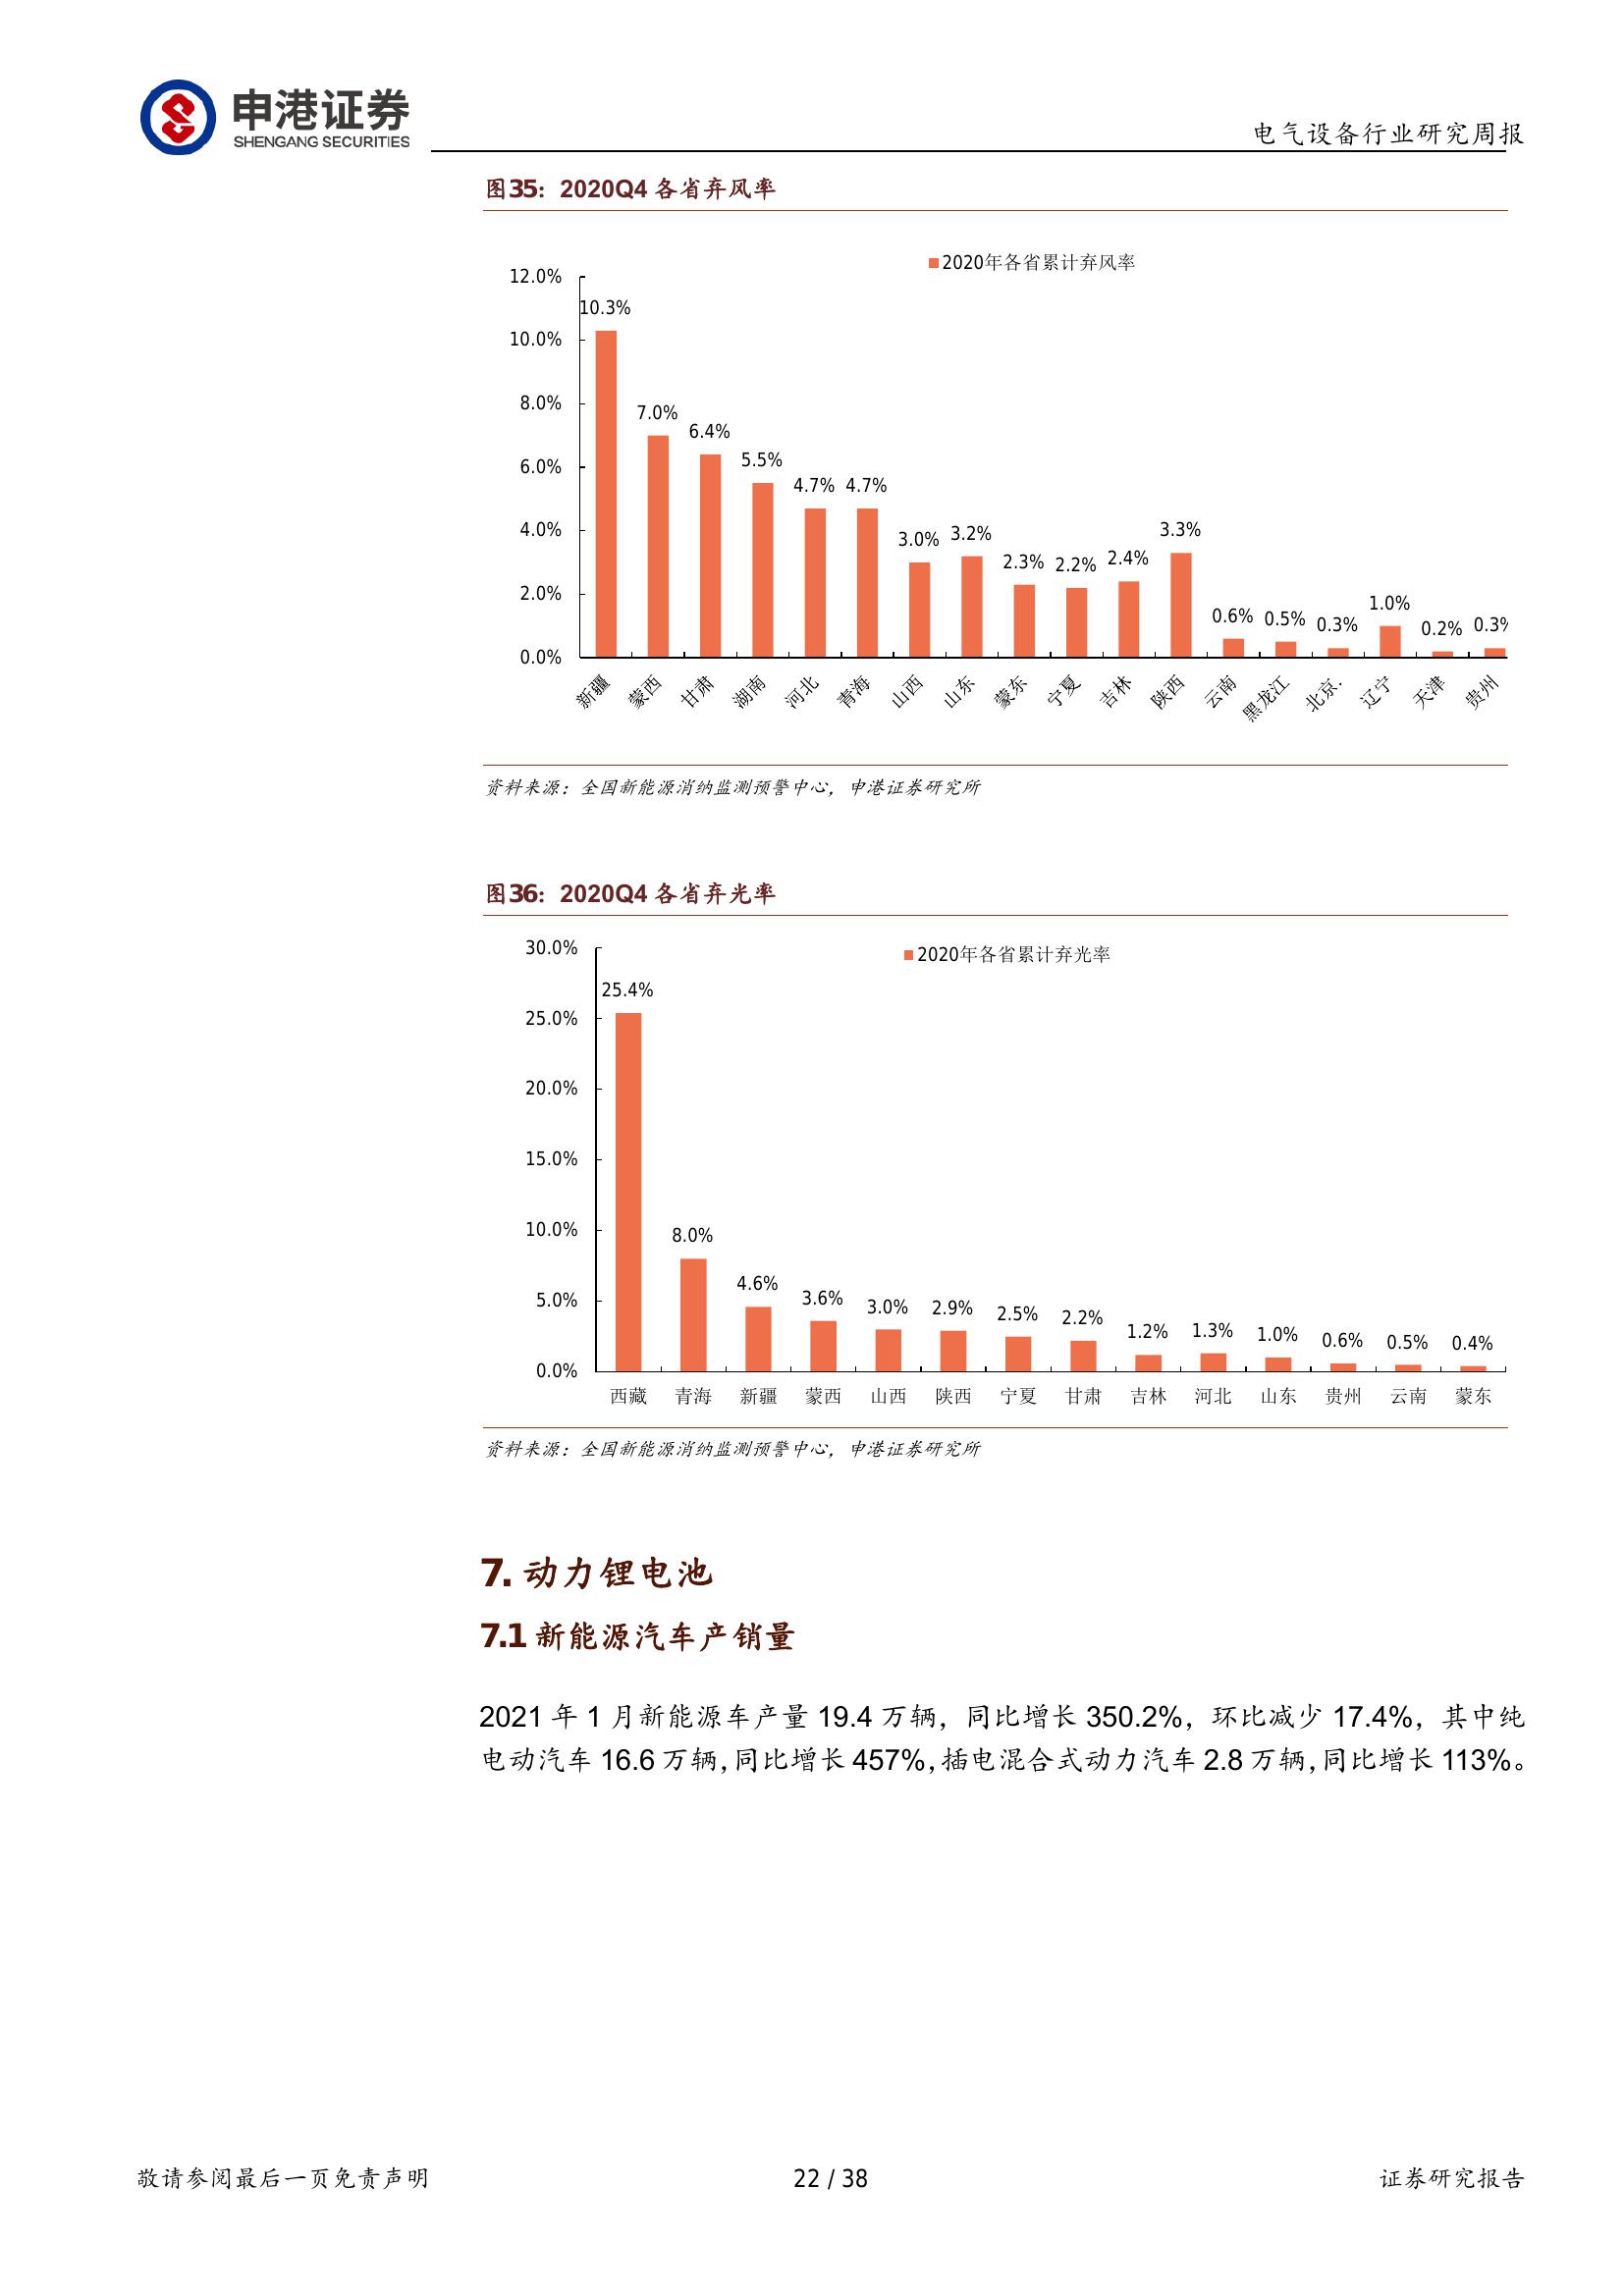 申港证券
SHENGANG SECURITIES
电气设备行业研究周报
图35：2020Q4 各省弃风率
2020年各省累计弃风率
12.0%
10.0%
8.0%
6.0%
4.0%
2.0%
0.0%
10.3%
7.0%
6.4%
5.5%
4.7%
4.7%
3.0%
3.2%
2.3%
2.2%
2.4%
3.3%
0.6%
0.5%
0.3%
1.0%
0.2%
0.3%
新疆
蒙西
甘肃
湖南
河北
青海
山西
山东
蒙东
宁夏
吉林
陕西
云南
黑龙江
北京.
辽宁
天津
贵州
资料来源：全国新能源消纳监测预警中心，申港证券研究所
图36：2020Q4 各省弃光率
2020年各省累计弃光率
30.0%
25.0%
20.0%
15.0%
10.0%
5.0%
0.0%
25.4%
8.0%
4.6%
3.6%
3.0%
2.9%
2.5%
2.2%
1.2%
1.3%
1.0%
0.6%
0.5%
0.4%
西藏
青海
新疆
蒙西
山西
陕西
宁夏
甘肃
吉林
河北
山东
贵州
云南
蒙东
资料来源：全国新能源消纳监测预警中心，申港证券研究所
7. 动力锂电池
7.1 新能源汽车产销量
2021 年 1 月新能源车产量 19.4 万辆，同比增长 350.2%，环比减少 17.4%，其中纯
电动汽车 16.6 万辆，同比增长 457%，插电混合式动力汽车 2.8 万辆，同比增长 113%。
敬请参阅最后一页免责声明
22 / 38
证券研究报告